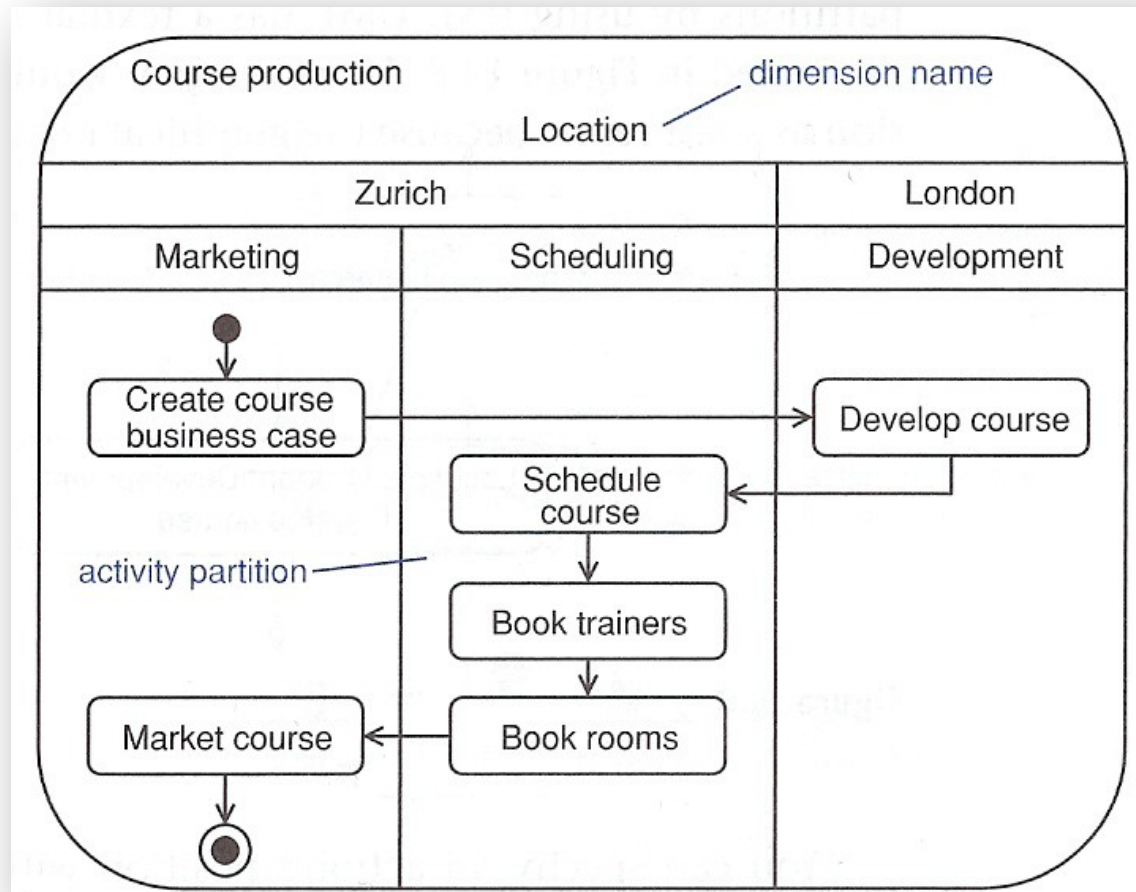 Course production
dimension name
Location
Zurich
London
Marketing
Scheduling
Development
Create course
business case
Develop course
Schedule
course
activity partition
Book trainers
Market course
Book rooms